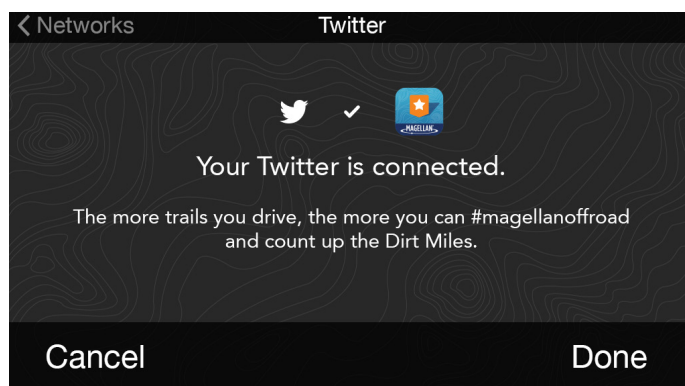 Networks
Twitter
MAGELLAN
Your Twitter is connected.
The more trails you drive, the more you can #magellanoffroad
and count up the Dirt Miles.
Cancel
Done